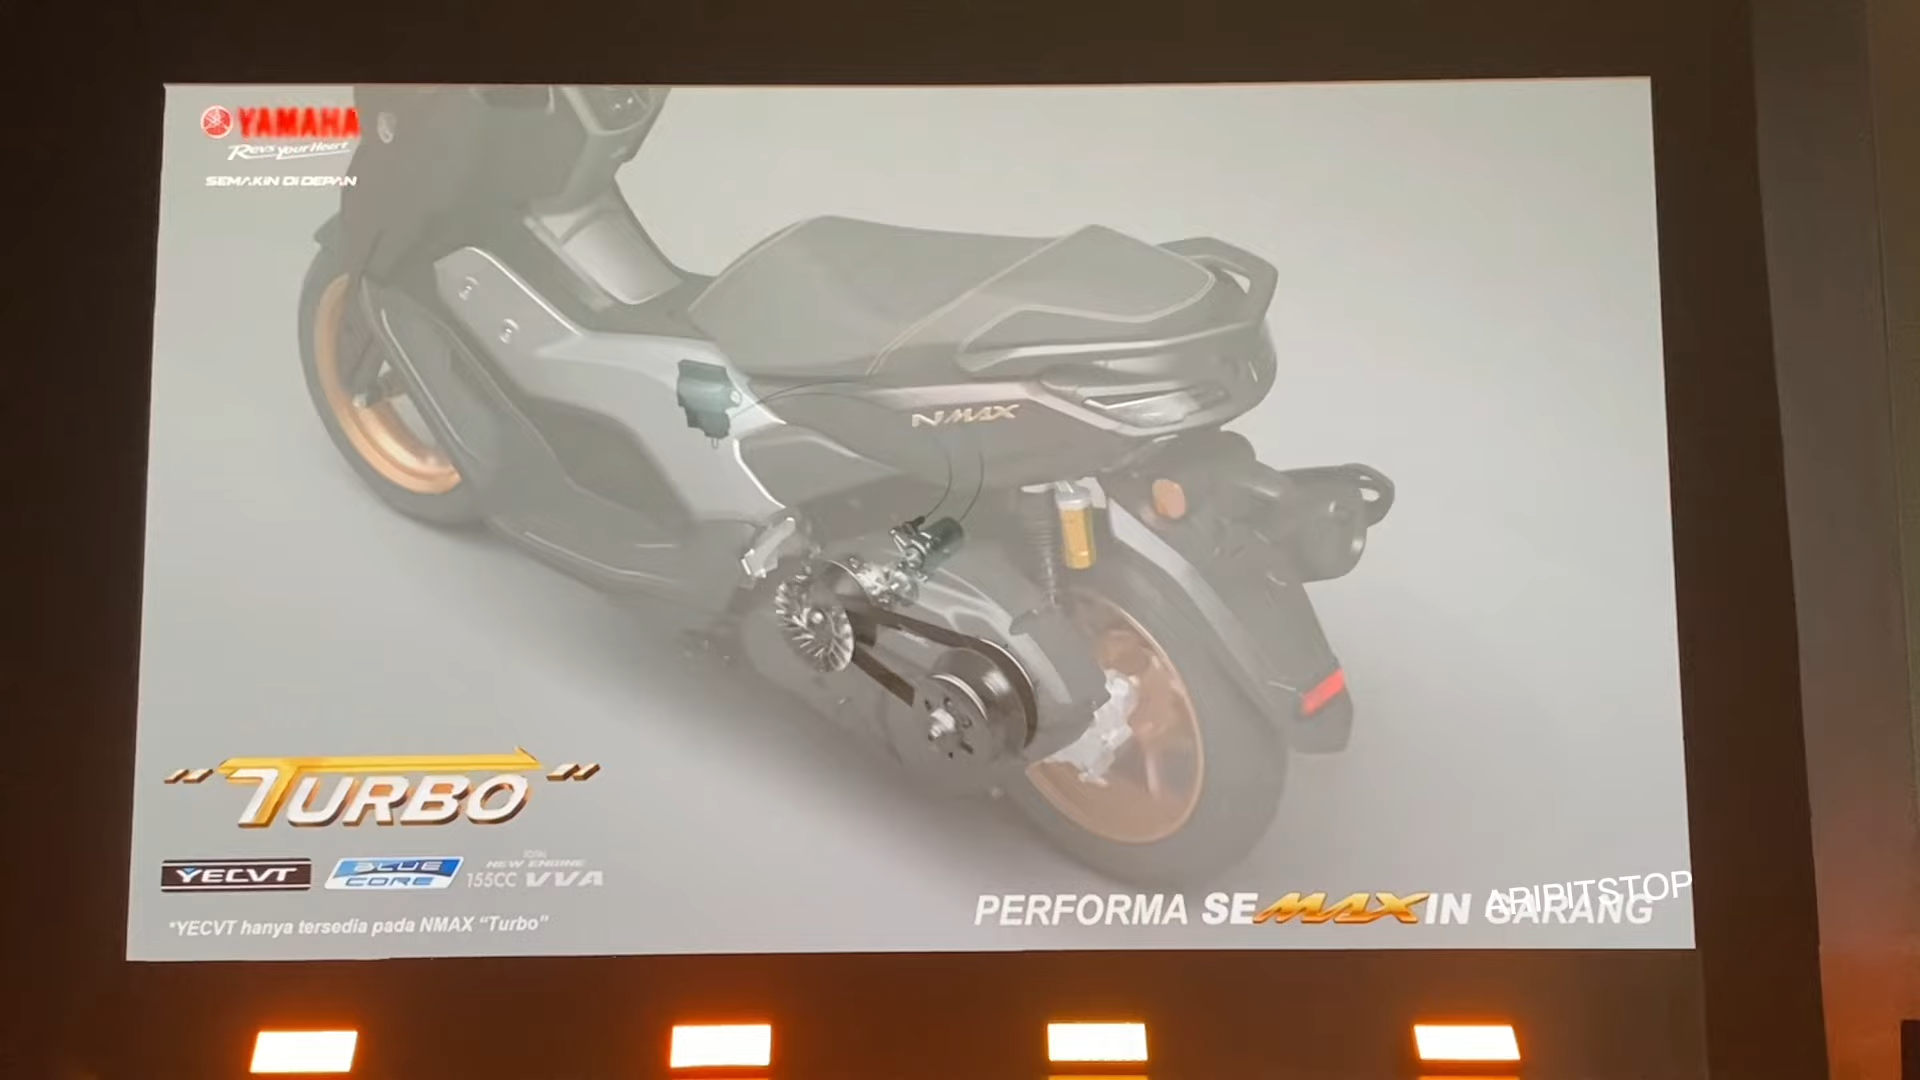 YAMAHA
Revs Your Heart
SEMAKIN DI DEPAN
NMAX
"TURBO"
YECVT
BLUE
CORE
NEW ENGINE
155CC VVA
*YECVT hanya tersedia pada NMAX "Turbo"
PERFORMA SEMAXIN GARANG
ARIPITSTOP